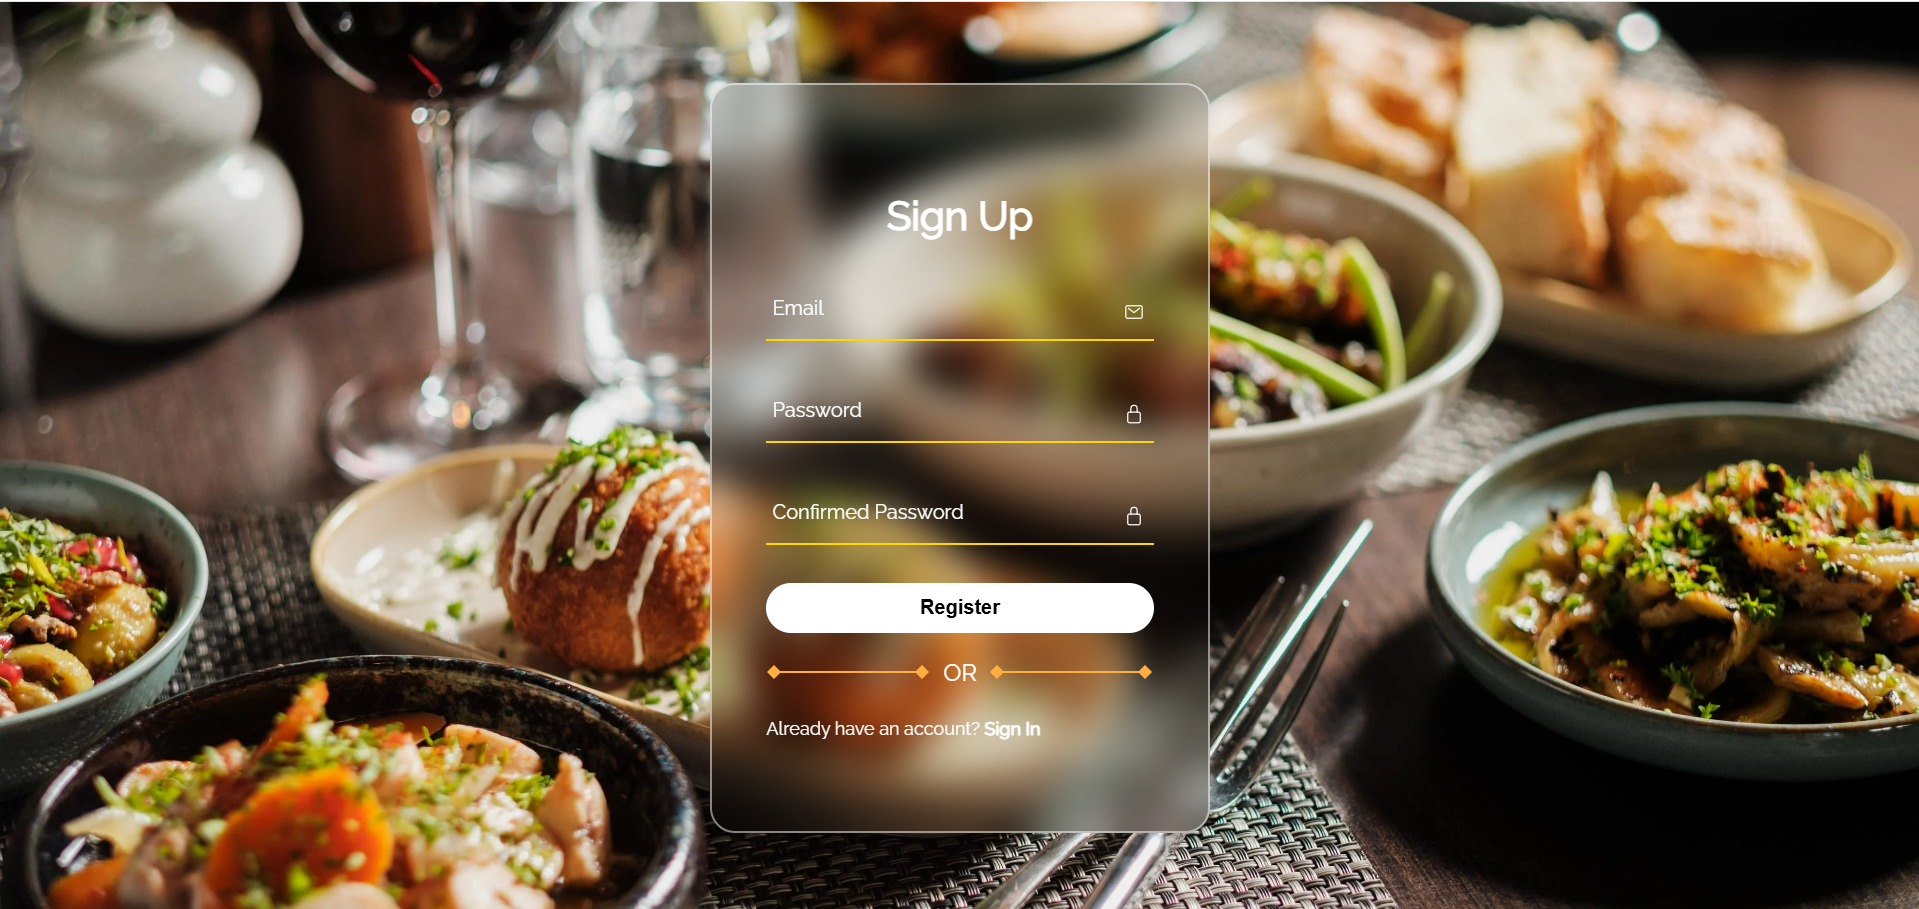 Sign Up
Email
Password
Confirmed Password
Register
OR
Already have an account? Sign In